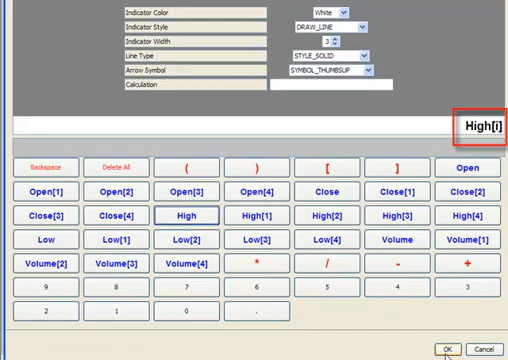 Indicator Color White
Indicator Style DRAW_LINE
Indicator Width 3
Line Type STYLE_SOLID
Arrow Symbol SYMBOL_THUMBSUP
Calculation
High[i]
Backspace Delete All ( ) [ ] Open
Open[1] Open[2] Open[3] Open[4] Close Close[1] Close[2]
Close[3] Close[4] High High[1] High[2] High[3] High[4]
Low Low[1] Low[2] Low[3] Low[4] Volume Volume[1]
Volume[2] Volume[3] Volume[4] * / - +
9 8 7 6 5 4 3
2 1 0 .
OK Cancel